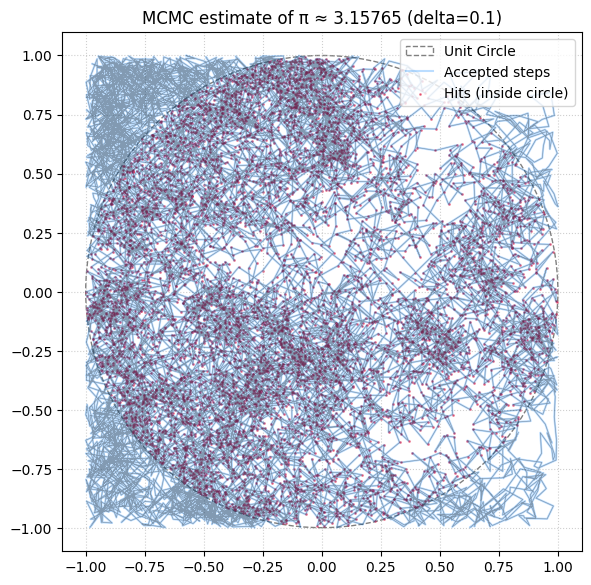 MCMC estimate of π ≈ 3.15765 (delta=0.1)
Unit Circle
Accepted steps
Hits (inside circle)
1.00
0.75
0.50
0.25
0.00
−0.25
−0.50
−0.75
−1.00
−1.00 −0.75 −0.50 −0.25 0.00 0.25 0.50 0.75 1.00